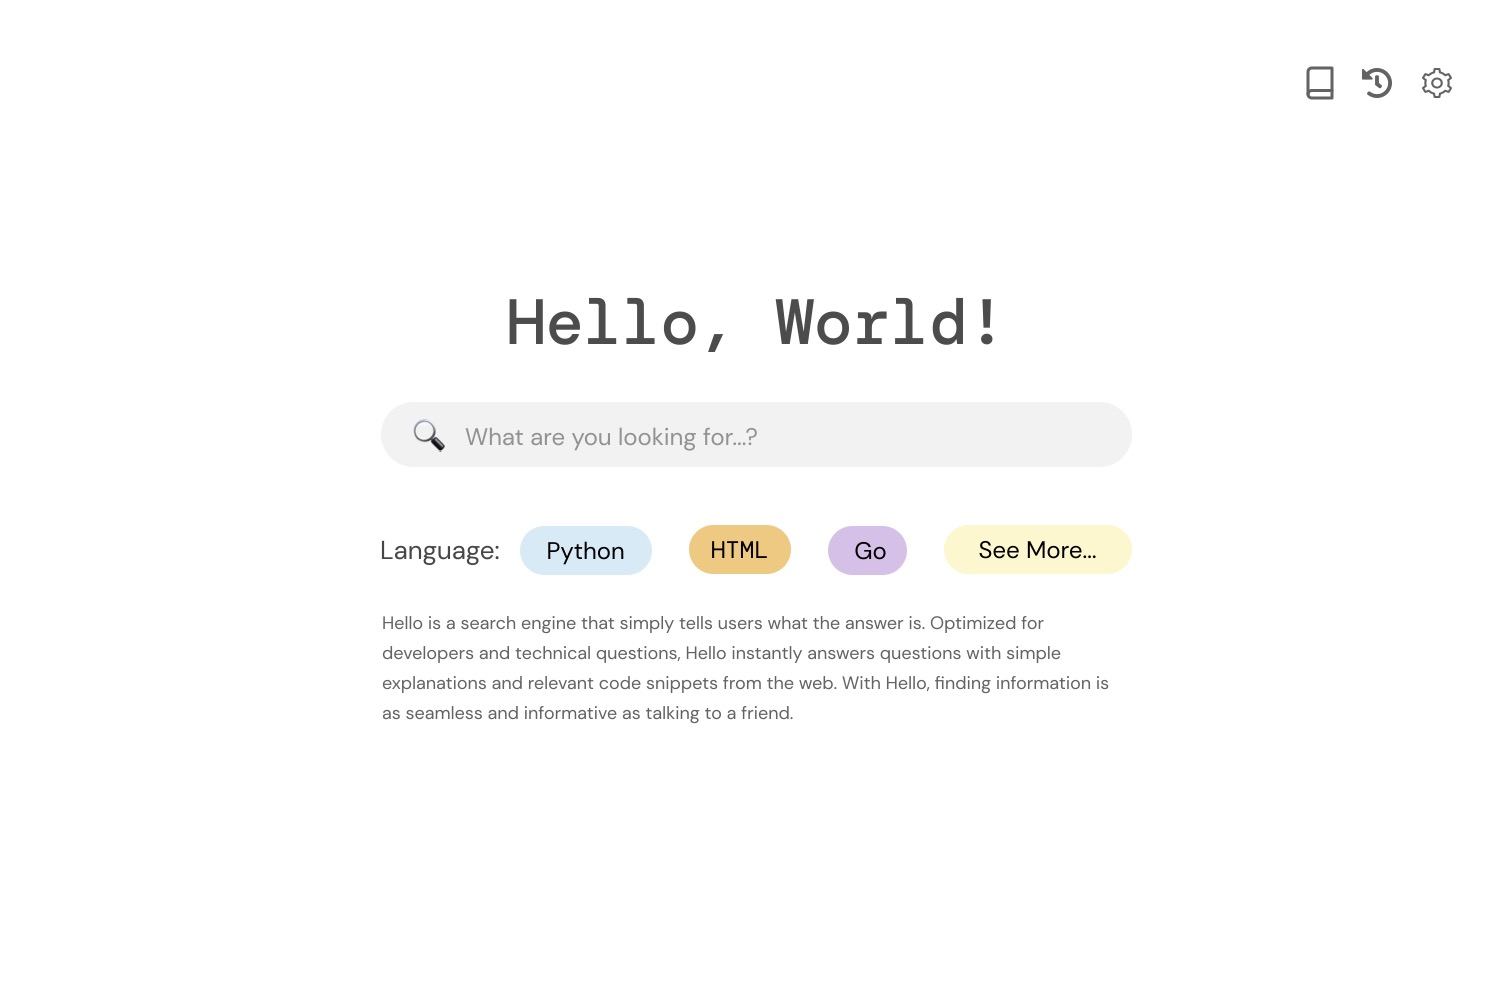 Hello, World!
What are you looking for...?
Language: Python HTML Go See More...
Hello is a search engine that simply tells users what the answer is. Optimized for
developers and technical questions, Hello instantly answers questions with simple
explanations and relevant code snippets from the web. With Hello, finding information is
as seamless and informative as talking to a friend.